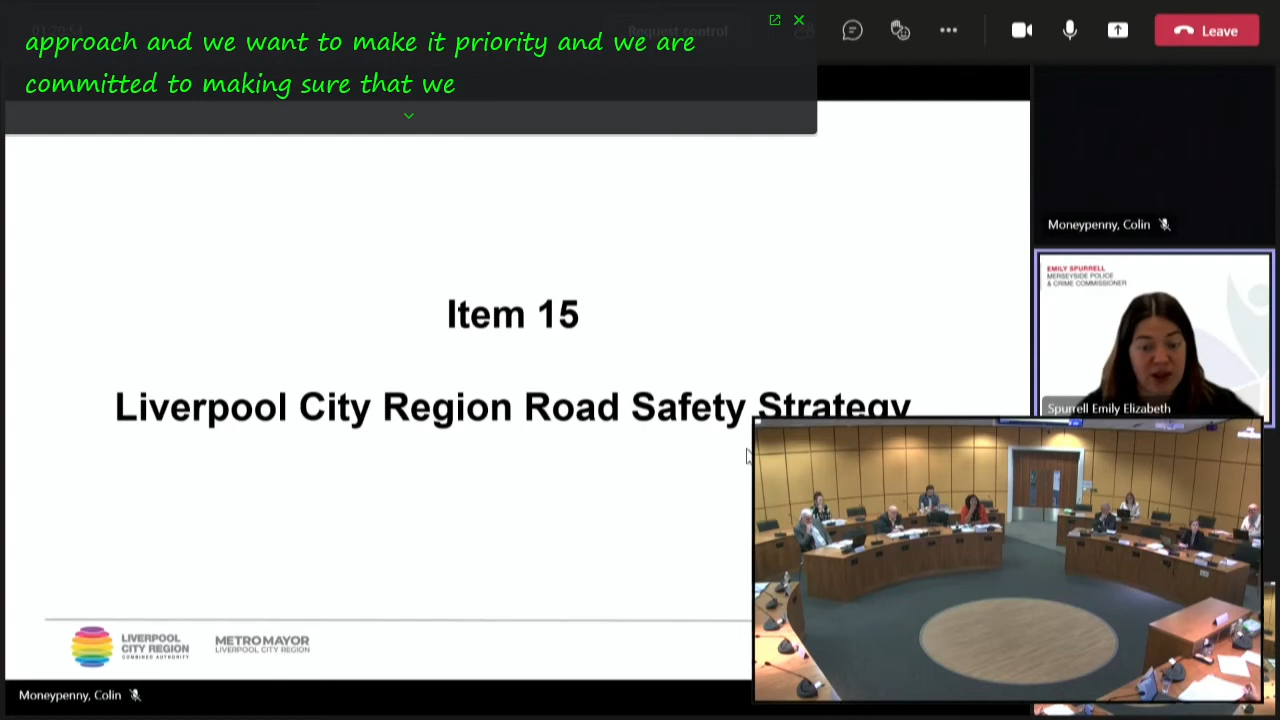 approach and we want to make it priority and we are
committed to making sure that we
Request control
Leave
Moneypenny, Colin
EMILY SPURRELL
MERSEYSIDE POLICE
& CRIME COMMISSIONER
Spurrell Emily Elizabeth
Item 15
Liverpool City Region Road Safety Strategy
LIVERPOOL
CITY REGION
COMBINED AUTHORITY
METRO MAYOR
LIVERPOOL CITY REGION
Moneypenny, Colin